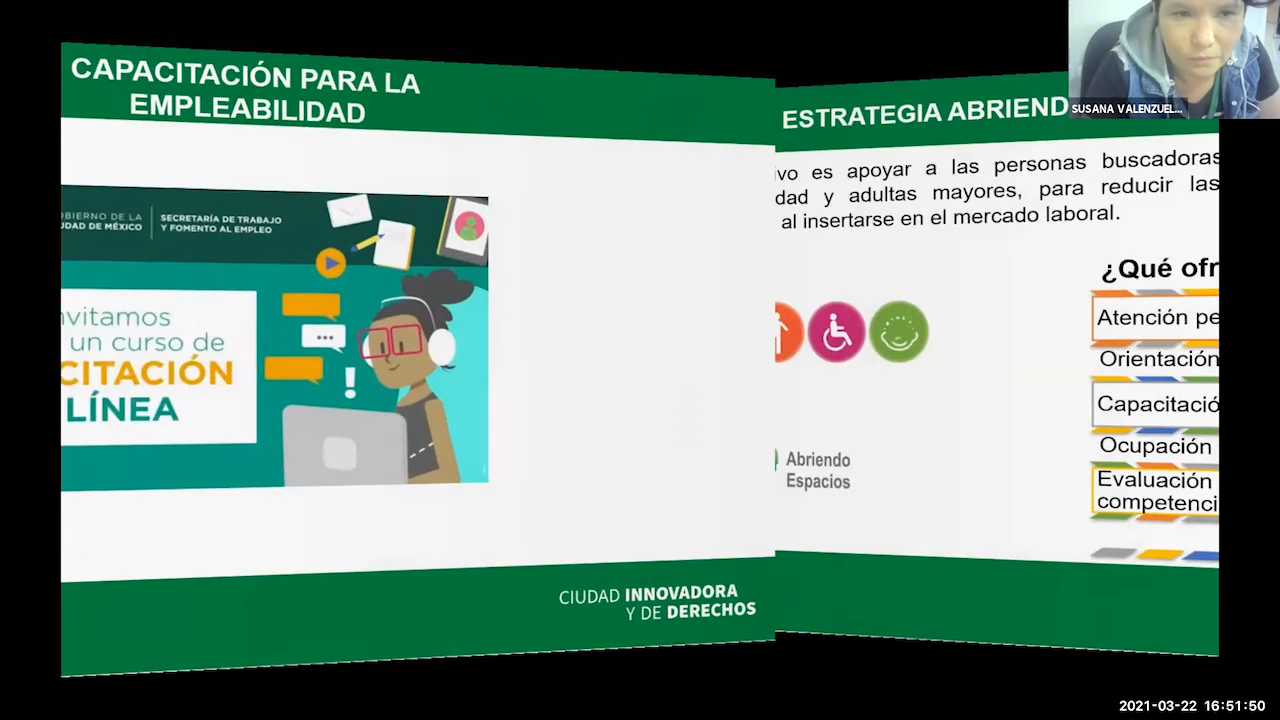 CAPACITACIÓN PARA LA
EMPLEABILIDAD
OBIERNO DE LA
UDAD DE MÉXICO
SECRETARÍA DE TRABAJO
Y FOMENTO AL EMPLEO
nvitamos
un curso de
CITACIÓN
LÍNEA
...
!
CIUDAD INNOVADORA
Y DE DERECHOS
ESTRATEGIA ABRIEND
ivo es apoyar a las personas buscadoras
dad y adultas mayores, para reducir las
al insertarse en el mercado laboral.
Abriendo
Espacios
¿Qué ofr
Atención pe
Orientación
Capacitació
Ocupación
Evaluación
competenci
SUSANA VALENZUEL...
2021-03-22 16:51:50